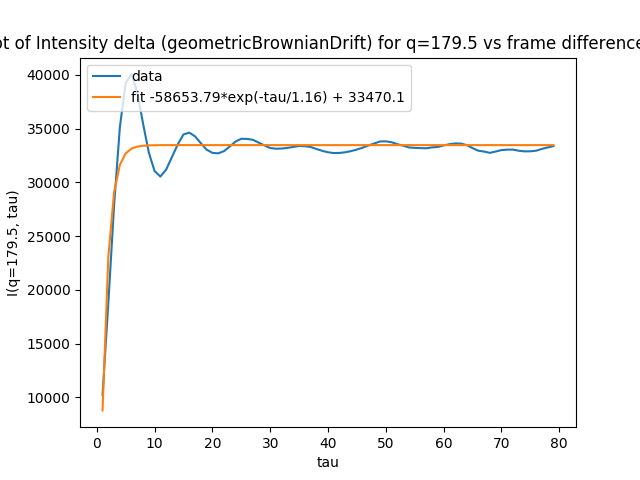 ot of Intensity delta (geometricBrownianDrift) for q=179.5 vs frame difference
data
fit -58653.79*exp(-tau/1.16) + 33470.1
I(q=179.5, tau)
40000
35000
30000
25000
20000
15000
10000
0 10 20 30 40 50 60 70 80
tau